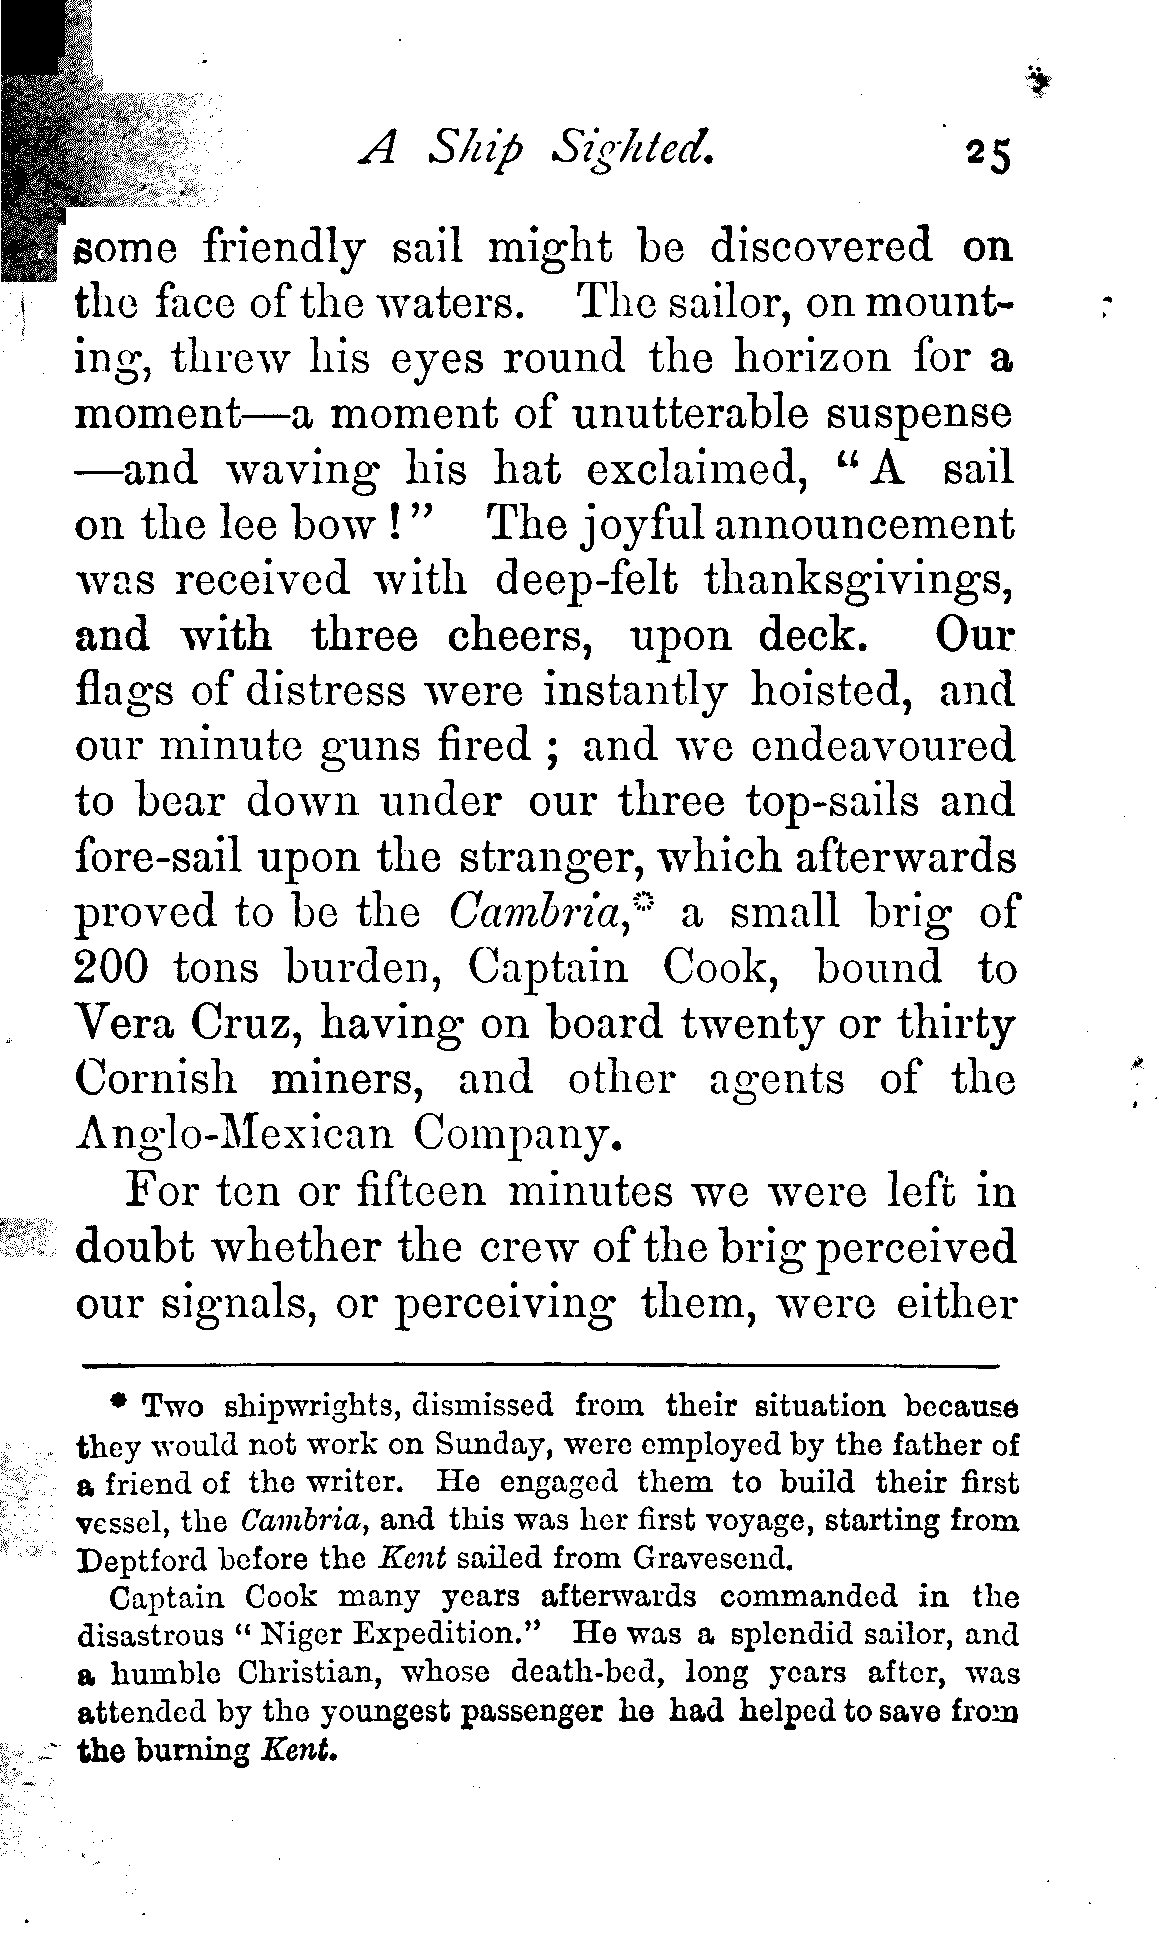 A Ship Sighted. 25
some friendly sail might be discovered on
the face of the waters. The sailor, on mount-
ing, threw his eyes round the horizon for a
moment—a moment of unutterable suspense
—and waving his hat exclaimed, “A sail
on the lee bow!” The joyful announcement
was received with deep-felt thanksgivings,
and with three cheers, upon deck. Our
flags of distress were instantly hoisted, and
our minute guns fired; and we endeavoured
to bear down under our three top-sails and
fore-sail upon the stranger, which afterwards
proved to be the Cambria,* a small brig of
200 tons burden, Captain Cook, bound to
Vera Cruz, having on board twenty or thirty
Cornish miners, and other agents of the
Anglo-Mexican Company.
For ten or fifteen minutes we were left in
doubt whether the crew of the brig perceived
our signals, or perceiving them, were either
* Two shipwrights, dismissed from their situation because
they would not work on Sunday, were employed by the father of
a friend of the writer. He engaged them to build their first
vessel, the Cambria, and this was her first voyage, starting from
Deptford before the Kent sailed from Gravesend.
Captain Cook many years afterwards commanded in the
disastrous “Niger Expedition.” He was a splendid sailor, and
a humble Christian, whose death-bed, long years after, was
attended by the youngest passenger he had helped to save from
the burning Kent.